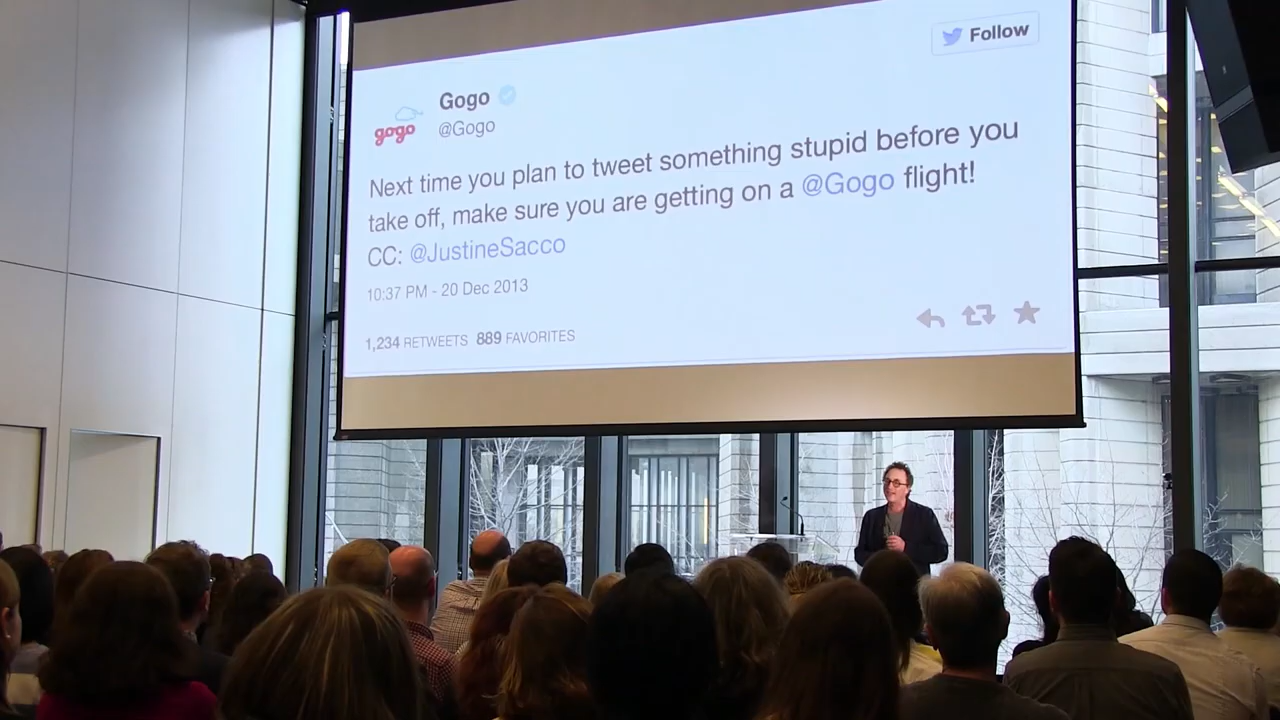 Follow
Gogo
gogo
@Gogo
Next time you plan to tweet something stupid before you
take off, make sure you are getting on a @Gogo flight!
CC: @JustineSacco
10:37 PM - 20 Dec 2013
1,234 RETWEETS 889 FAVORITES